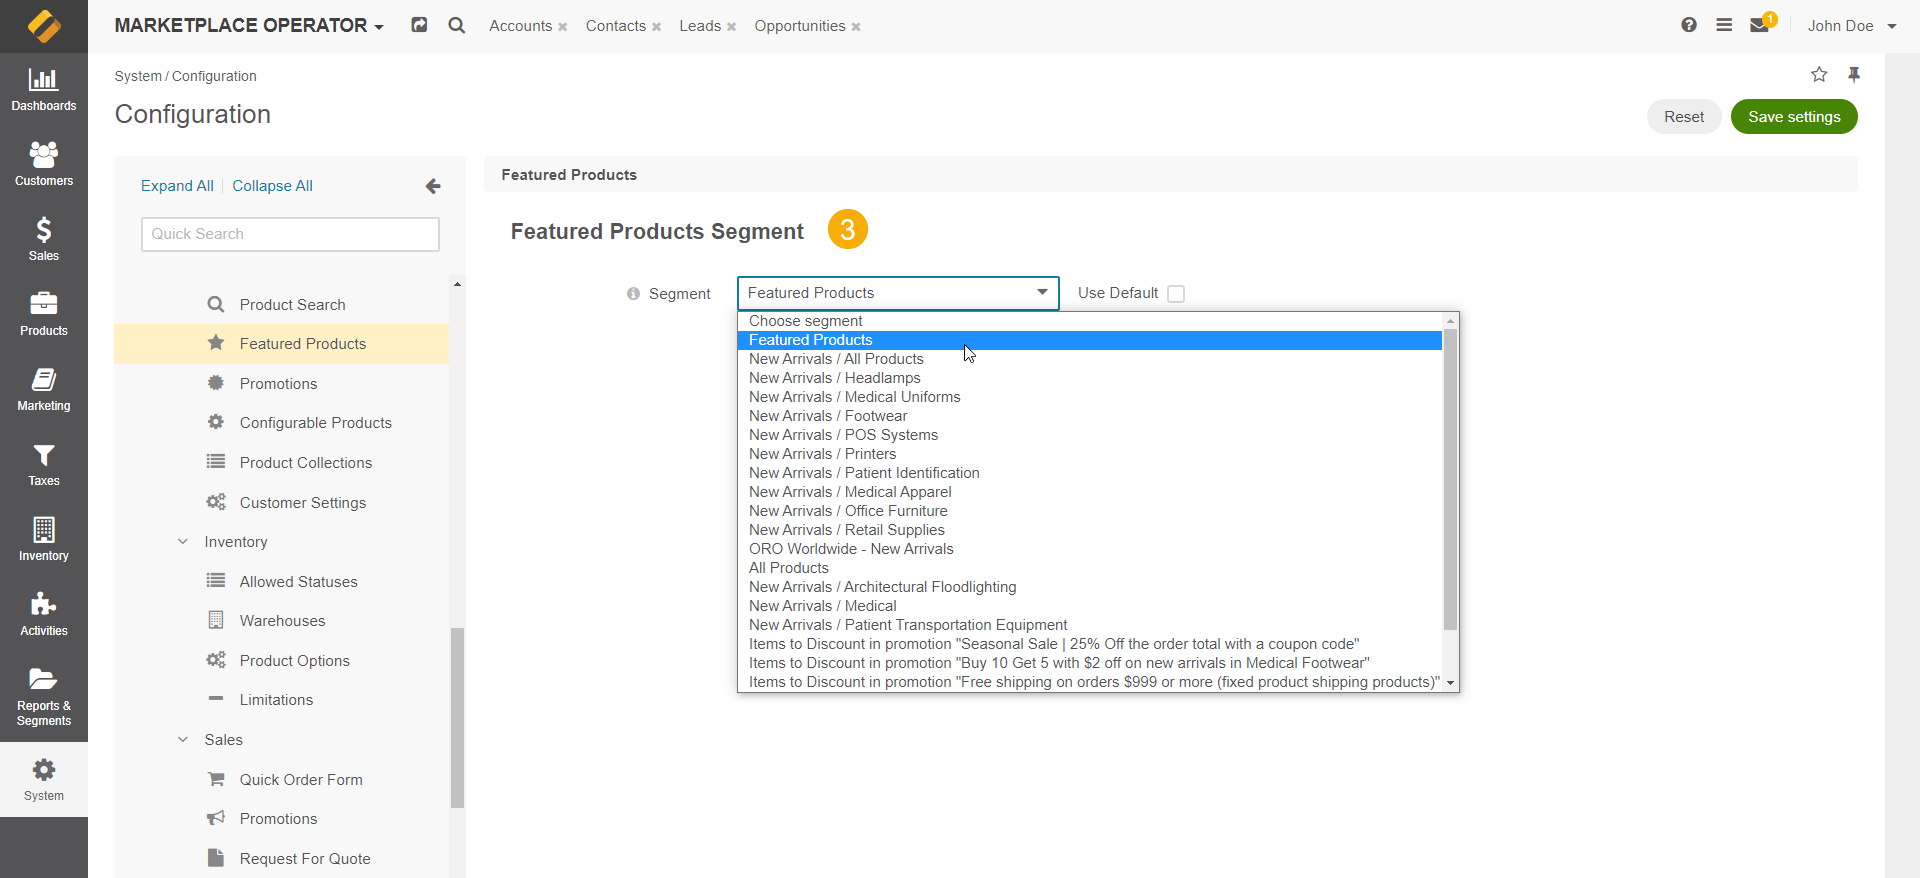 MARKETPLACE OPERATOR
Accounts × Contacts × Leads × Opportunities ×
1
John Doe
Dashboards
Customers
Sales
Products
Marketing
Taxes
Inventory
Activities
Reports &
Segments
System
System / Configuration
Configuration
Reset
Save settings
Expand All | Collapse All
Quick Search
Product Search
Featured Products
Promotions
Configurable Products
Product Collections
Customer Settings
Inventory
Allowed Statuses
Warehouses
Product Options
Limitations
Sales
Quick Order Form
Promotions
Request For Quote
Featured Products
Featured Products Segment 3
Segment Featured Products Use Default
Choose segment
Featured Products
New Arrivals / All Products
New Arrivals / Headlamps
New Arrivals / Medical Uniforms
New Arrivals / Footwear
New Arrivals / POS Systems
New Arrivals / Printers
New Arrivals / Patient Identification
New Arrivals / Medical Apparel
New Arrivals / Office Furniture
New Arrivals / Retail Supplies
ORO Worldwide - New Arrivals
All Products
New Arrivals / Architectural Floodlighting
New Arrivals / Medical
New Arrivals / Patient Transportation Equipment
Items to Discount in promotion "Seasonal Sale | 25% Off the order total with a coupon code"
Items to Discount in promotion "Buy 10 Get 5 with $2 off on new arrivals in Medical Footwear"
Items to Discount in promotion "Free shipping on orders $999 or more (fixed product shipping products)"